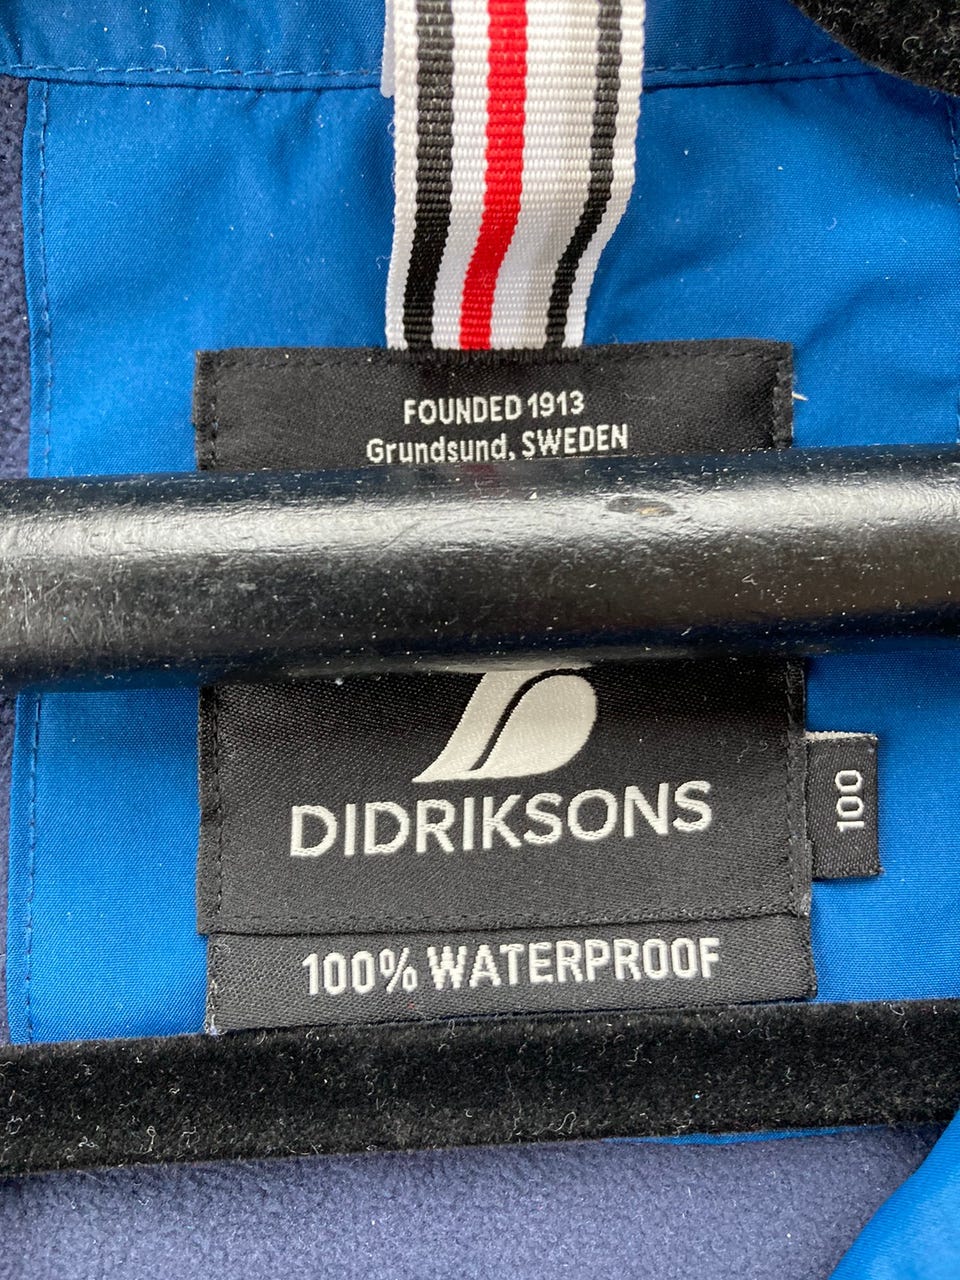 FOUNDED 1913
Grundsund, SWEDEN
DIDRIKSONS
100
100% WATERPROOF